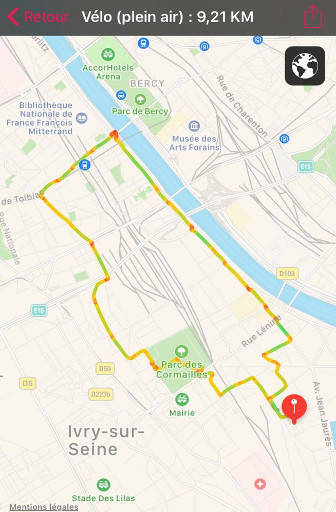 Retour
Vélo (plein air) : 9,21 KM
AccorHotels
Arena
BERCY
Rue de Charenton
Bibliothèque
Nationale de
France François
Mitterrand
Parc de Bercy
Musée des
Arts Forains
E15
de Tolbia
Rue Nationale
D103
E15
Rue Lénine
D50
Parc des
Cormailles
D5
D223b
Mairie
Av. Jean Jaurès
Ivry-sur-
Seine
Stade Des Lilas
Mentions légales